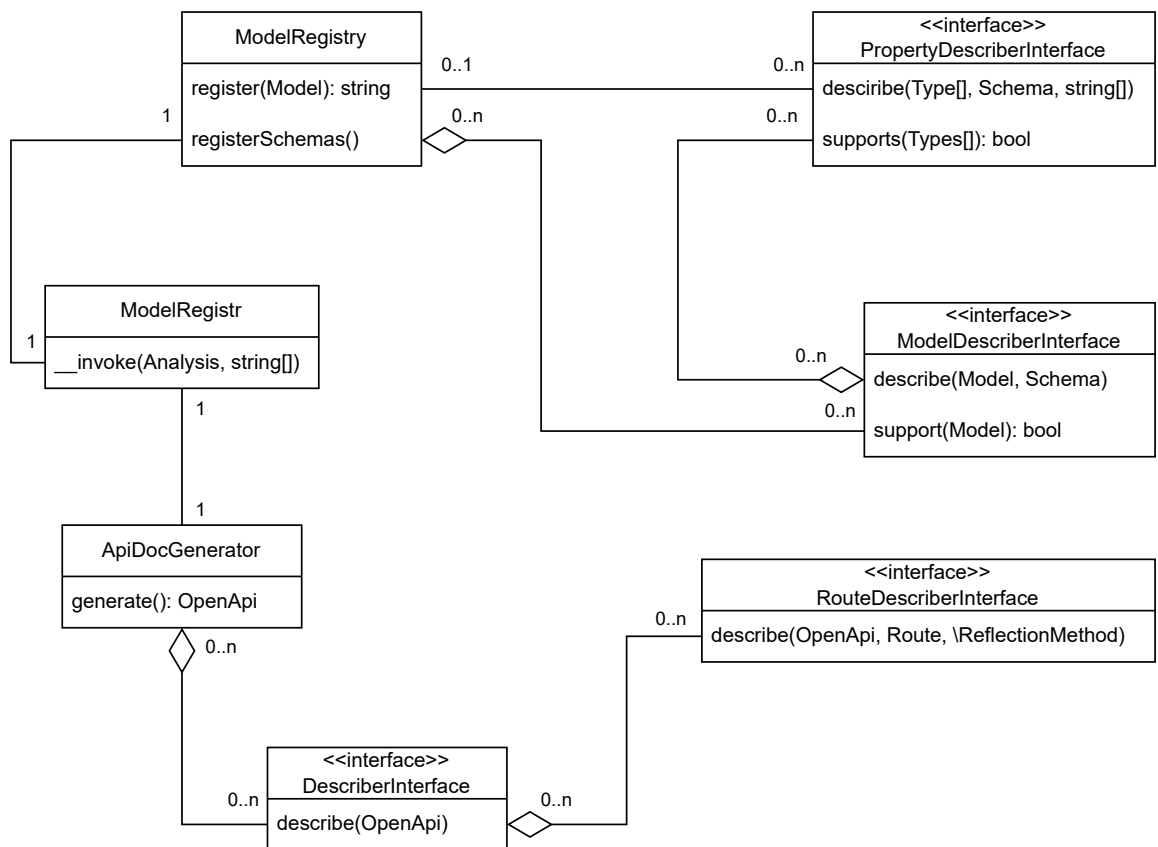 ModelRegistry
register(Model): string
registerSchemas()
<<interface>>
PropertyDescriberInterface
desciribe(Type[], Schema, string[])
supports(Types[]): bool
0..1
0..n
1
0..n
0..n
ModelRegistr
__invoke(Analysis, string[])
1
1
<<interface>>
ModelDescriberInterface
describe(Model, Schema)
support(Model): bool
0..n
0..n
1
ApiDocGenerator
generate(): OpenApi
0..n
<<interface>>
RouteDescriberInterface
describe(OpenApi, Route, \ReflectionMethod)
0..n
<<interface>>
DescriberInterface
describe(OpenApi)
0..n
0..n